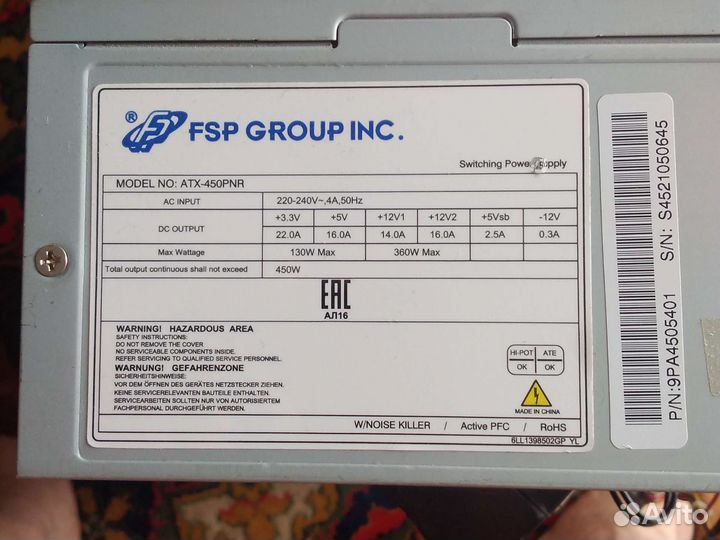 ® FSP GROUP INC.
Switching Power Supply
MODEL NO: ATX-450PNR
AC INPUT 220-240V~,4A,50Hz
DC OUTPUT +3.3V +5V +12V1 +12V2 +5Vsb -12V
22.0A 16.0A 14.0A 16.0A 2.5A 0.3A
Max Wattage 130W Max 360W Max
Total output continuous shall not exceed 450W
EAC
АЛ16
WARNING! HAZARDOUS AREA
SAFETY INSTRUCTIONS:
DO NOT REMOVE THE COVER
NO SERVICEABLE COMPONENTS INSIDE.
REFER SERVICING TO QUALIFIED SERVICE PERSONNEL.
WARNUNG! GEFAHRENZONE
SICHERHEITSHINWEISE:
VOR DEM ÖFFNEN DES GERÄTES NETZSTECKER ZIEHEN.
KEINE SERVICERELEVANTEN BAUTEILE ENTHALTEN.
SERVICEARBEITEN SOLLTEN NUR VON AUTORISIERTEM
FACHPERSONAL DURCHGEFÜHRT WERDEN.
HI-POT ATE
OK OK
MADE IN CHINA
W/NOISE KILLER / Active PFC / RoHS
6LL1398502GP YL
P/N:9PA4505401 S/N: S4521050645
Avito